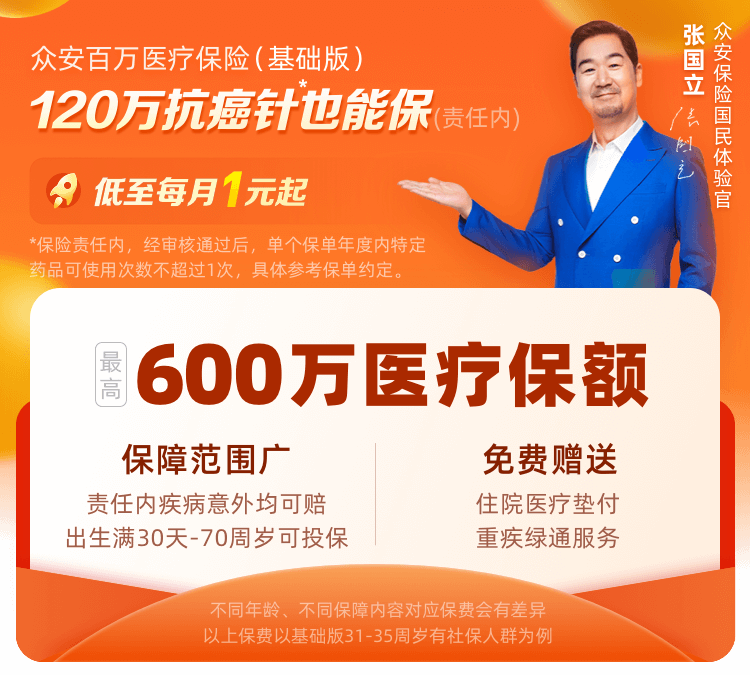 众安百万医疗保险(基础版)
120万抗癌针*也能保(责任内)
低至每月1元起
*保险责任内，经审核通过后，单个保单年度内特定
药品可使用次数不超过1次，具体参考保单约定。
众安保险国民体验官
张国立
张国立
最高
600万医疗保额
保障范围广
责任内疾病意外均可赔
出生满30天-70周岁可投保
免费赠送
住院医疗垫付
重疾绿通服务
不同年龄、不同保障内容对应保费会有差异
以上保费以基础版31-35周岁有社保人群为例